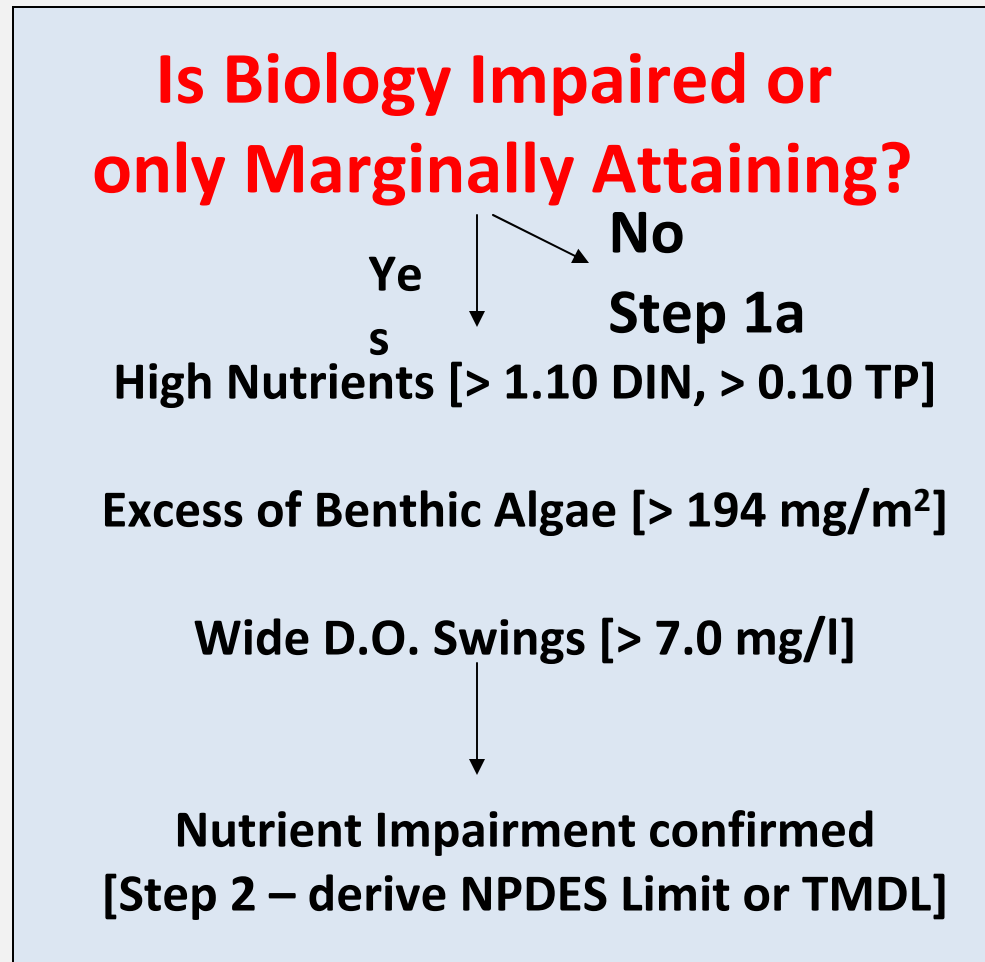 Is Biology Impaired or
only Marginally Attaining?
No
Ye
s
Step 1a
High Nutrients [> 1.10 DIN, > 0.10 TP]
Excess of Benthic Algae [> 194 mg/m²]
Wide D.O. Swings [> 7.0 mg/l]
Nutrient Impairment confirmed
[Step 2 – derive NPDES Limit or TMDL]